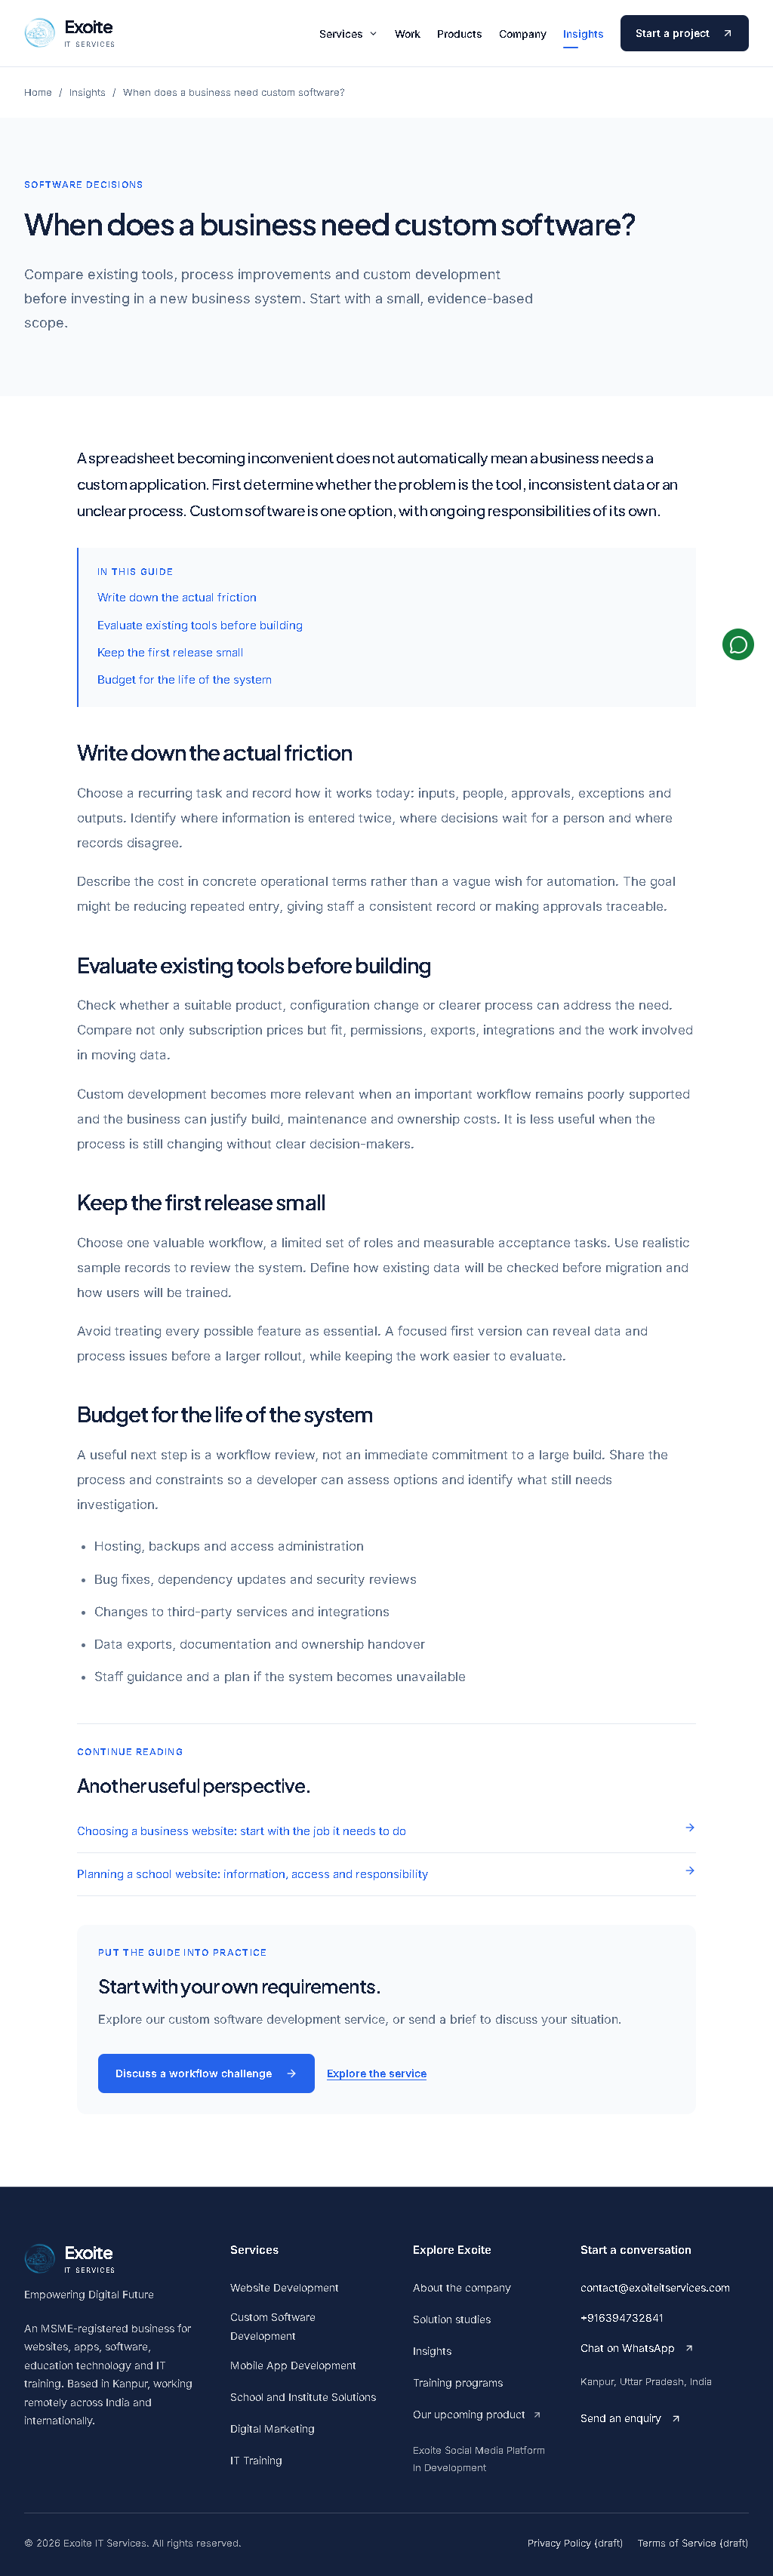 Exoite
IT SERVICES
Services
Work
Products
Company
Insights
Start a project
Home / Insights / When does a business need custom software?
SOFTWARE DECISIONS
When does a business need custom software?
Compare existing tools, process improvements and custom development
before investing in a new business system. Start with a small, evidence-based
scope.
A spreadsheet becoming inconvenient does not automatically mean a business needs a
custom application. First determine whether the problem is the tool, inconsistent data or an
unclear process. Custom software is one option, with ongoing responsibilities of its own.
IN THIS GUIDE
Write down the actual friction
Evaluate existing tools before building
Keep the first release small
Budget for the life of the system
Write down the actual friction
Choose a recurring task and record how it works today: inputs, people, approvals, exceptions and
outputs. Identify where information is entered twice, where decisions wait for a person and where
records disagree.
Describe the cost in concrete operational terms rather than a vague wish for automation. The goal
might be reducing repeated entry, giving staff a consistent record or making approvals traceable.
Evaluate existing tools before building
Check whether a suitable product, configuration change or clearer process can address the need.
Compare not only subscription prices but fit, permissions, exports, integrations and the work involved
in moving data.
Custom development becomes more relevant when an important workflow remains poorly supported
and the business can justify build, maintenance and ownership costs. It is less useful when the
process is still changing without clear decision-makers.
Keep the first release small
Choose one valuable workflow, a limited set of roles and measurable acceptance tasks. Use realistic
sample records to review the system. Define how existing data will be checked before migration and
how users will be trained.
Avoid treating every possible feature as essential. A focused first version can reveal data and
process issues before a larger rollout, while keeping the work easier to evaluate.
Budget for the life of the system
A useful next step is a workflow review, not an immediate commitment to a large build. Share the
process and constraints so a developer can assess options and identify what still needs
investigation.
• Hosting, backups and access administration
• Bug fixes, dependency updates and security reviews
• Changes to third-party services and integrations
• Data exports, documentation and ownership handover
• Staff guidance and a plan if the system becomes unavailable
CONTINUE READING
Another useful perspective.
Choosing a business website: start with the job it needs to do
Planning a school website: information, access and responsibility
PUT THE GUIDE INTO PRACTICE
Start with your own requirements.
Explore our custom software development service, or send a brief to discuss your situation.
Discuss a workflow challenge
Explore the service
Exoite
IT SERVICES
Empowering Digital Future
An MSME-registered business for
websites, apps, software,
education technology and IT
training. Based in Kanpur, working
remotely across India and
internationally.
Services
Website Development
Custom Software
Development
Mobile App Development
School and Institute Solutions
Digital Marketing
IT Training
Explore Exoite
About the company
Solution studies
Insights
Training programs
Our upcoming product
Exoite Social Media Platform
In Development
Start a conversation
contact@exoiteitservices.com
+916394732841
Chat on WhatsApp
Kanpur, Uttar Pradesh, India
Send an enquiry
© 2026 Exoite IT Services. All rights reserved.
Privacy Policy (draft)
Terms of Service (draft)